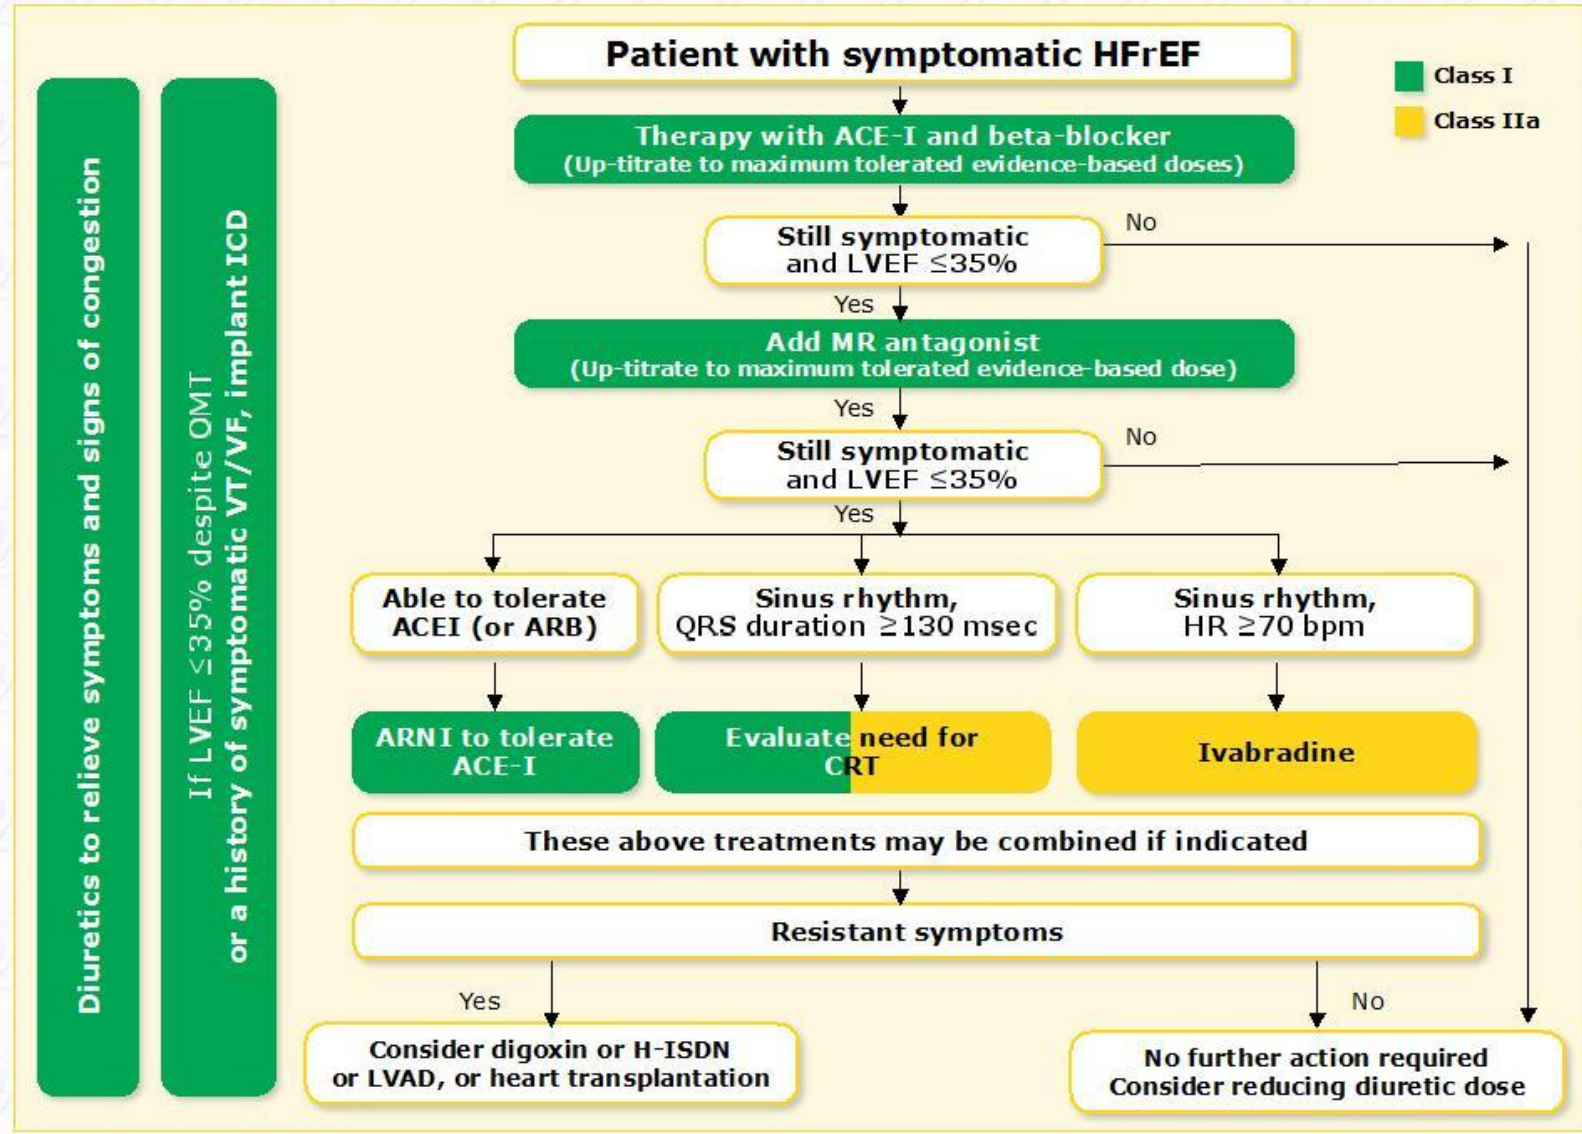 Patient with symptomatic HFrEF
Class I
Class IIa
Therapy with ACE-I and beta-blocker
(Up-titrate to maximum tolerated evidence-based doses)
Still symptomatic
and LVEF ≤35%
No
Yes
Add MR antagonist
(Up-titrate to maximum tolerated evidence-based dose)
Yes
Still symptomatic
and LVEF ≤35%
No
Yes
Able to tolerate
ACEI (or ARB)
Sinus rhythm,
QRS duration ≥130 msec
Sinus rhythm,
HR ≥70 bpm
ARNI to tolerate
ACE-I
Evaluate need for
CRT
Ivabradine
These above treatments may be combined if indicated
Resistant symptoms
Yes
No
Consider digoxin or H-ISDN
or LVAD, or heart transplantation
No further action required
Consider reducing diuretic dose
Diuretics to relieve symptoms and signs of congestion
If LVEF ≤35% despite OMT
or a history of symptomatic VT/VF, implant ICD